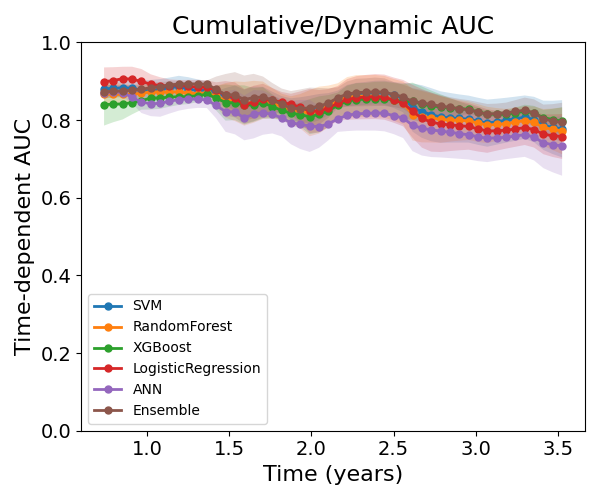 Cumulative/Dynamic AUC
Time-dependent AUC
1.0
0.8
0.6
0.4
0.2
0.0
SVM
RandomForest
XGBoost
LogisticRegression
ANN
Ensemble
1.0 1.5 2.0 2.5 3.0 3.5
Time (years)